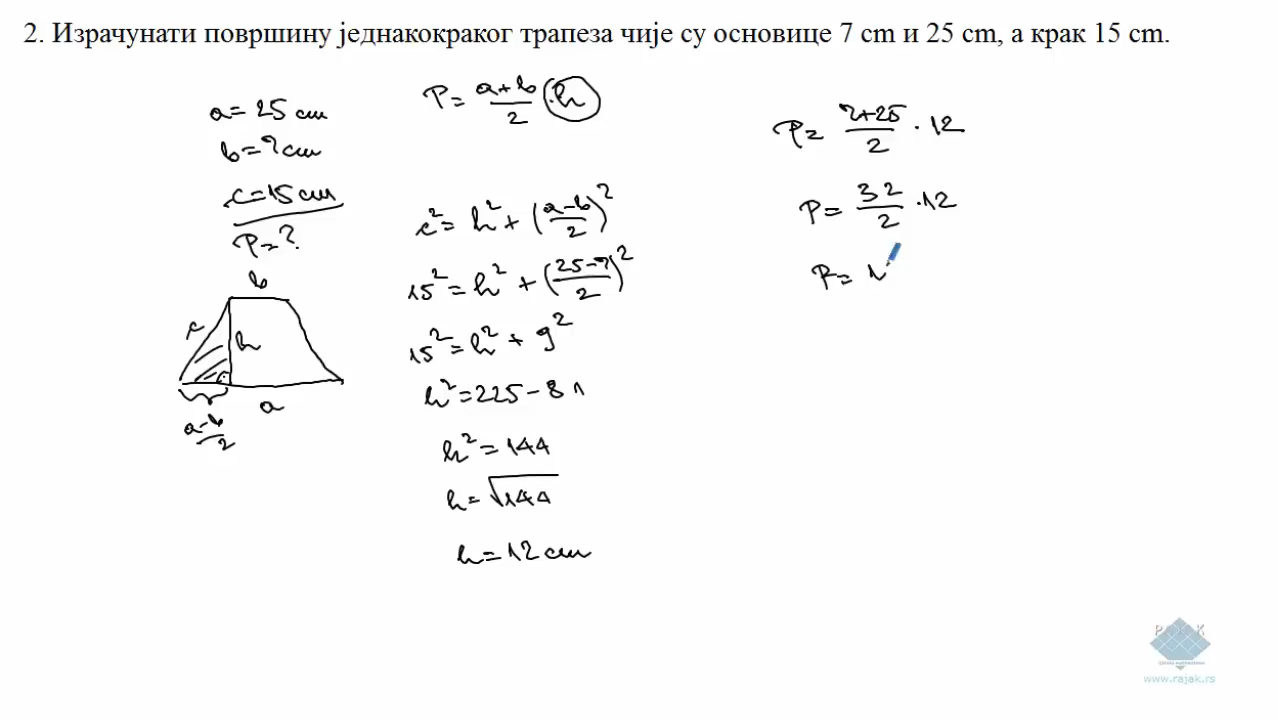 2. Израчунати површину једнакокраког трапеза чије су основице 7 cm и 25 cm, а крак 15 cm.
a = 25 cm
b = 7 cm
c = 15 cm
P = ?
b
c
h
a
a-b/2
P = a+b/2 · h
c² = h² + (a-b/2)²
15² = h² + (25-7/2)²
15² = h² + 9²
h² = 225 - 81
h² = 144
h = √144
h = 12 cm
P = 7+25/2 · 12
P = 32/2 · 12
P = 1
www.rajak.rs